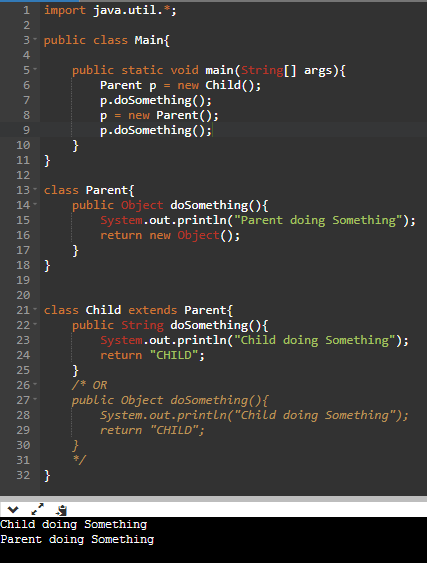 1 import java.util.*;
2
3 public class Main{
4
5     public static void main(String[] args){
6         Parent p = new Child();
7         p.doSomething();
8         p = new Parent();
9         p.doSomething();
10     }
11 }
12
13 class Parent{
14     public Object doSomething(){
15         System.out.println("Parent doing Something");
16         return new Object();
17     }
18 }
19
20
21 class Child extends Parent{
22     public String doSomething(){
23         System.out.println("Child doing Something");
24         return "CHILD";
25     }
26     /* OR
27     public Object doSomething(){
28         System.out.println("Child doing Something");
29         return "CHILD";
30     }
31     */
32 }
Child doing Something
Parent doing Something